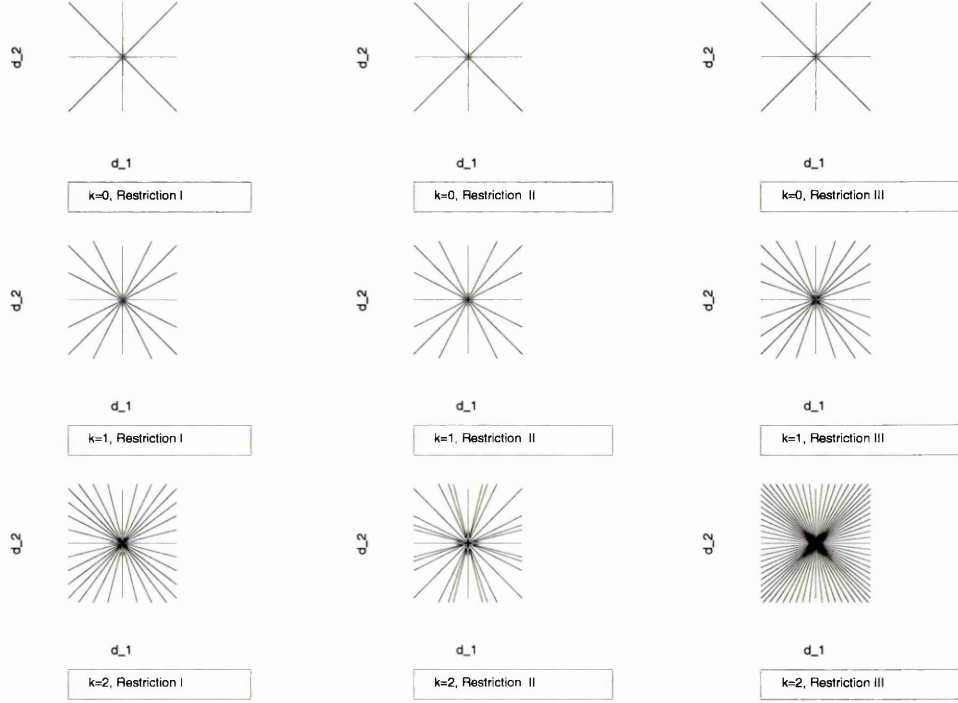 d_2 d_2 d_2
d_1 d_1 d_1
k=0, Restriction I k=0, Restriction II k=0, Restriction III
d_2 d_2 d_2
d_1 d_1 d_1
k=1, Restriction I k=1, Restriction II k=1, Restriction III
d_2 d_2 d_2
d_1 d_1 d_1
k=2, Restriction I k=2, Restriction II k=2, Restriction III